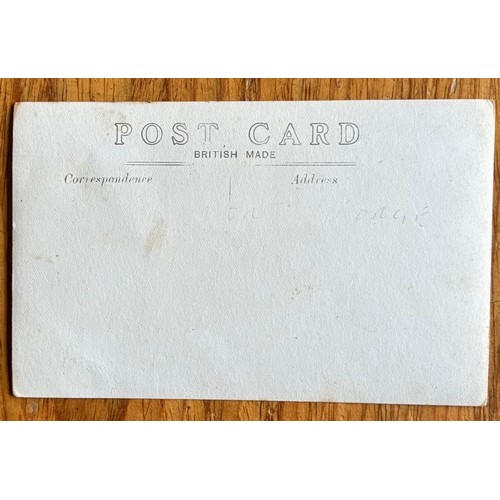 POST CARD
BRITISH MADE
Correspondence Address